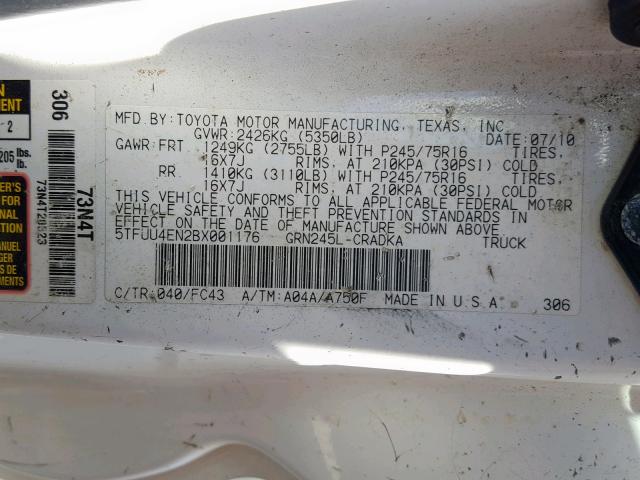 MFD BY:TOYOTA MOTOR MANUFACTURING, TEXAS, INC
GVWR: 2426KG (5350LB) DATE: 07/10
GAWR: FRT 1249KG (2755LB) WITH P245/75R16 TIRES,
16X7J RIMS, AT 210KPA (30PSI) COLD
RR 1410KG (3110LB) WITH P245/75R16 TIRES,
16X7J RIMS, AT 210KPA (30PSI) COLD
THIS VEHICLE CONFORMS TO ALL APPLICABLE FEDERAL MOTOR
VEHICLE SAFETY AND THEFT PREVENTION STANDARDS IN
EFFECT ON THE DATE OF MANUFACTURE SHOWN ABOVE
5TFUU4EN2BX001176 GRN245L-CRADKA TRUCK
C/TR:040/FC43 A/TM:A04A/A750F MADE IN U.S.A 306
306
73N4T
2
205 lbs.